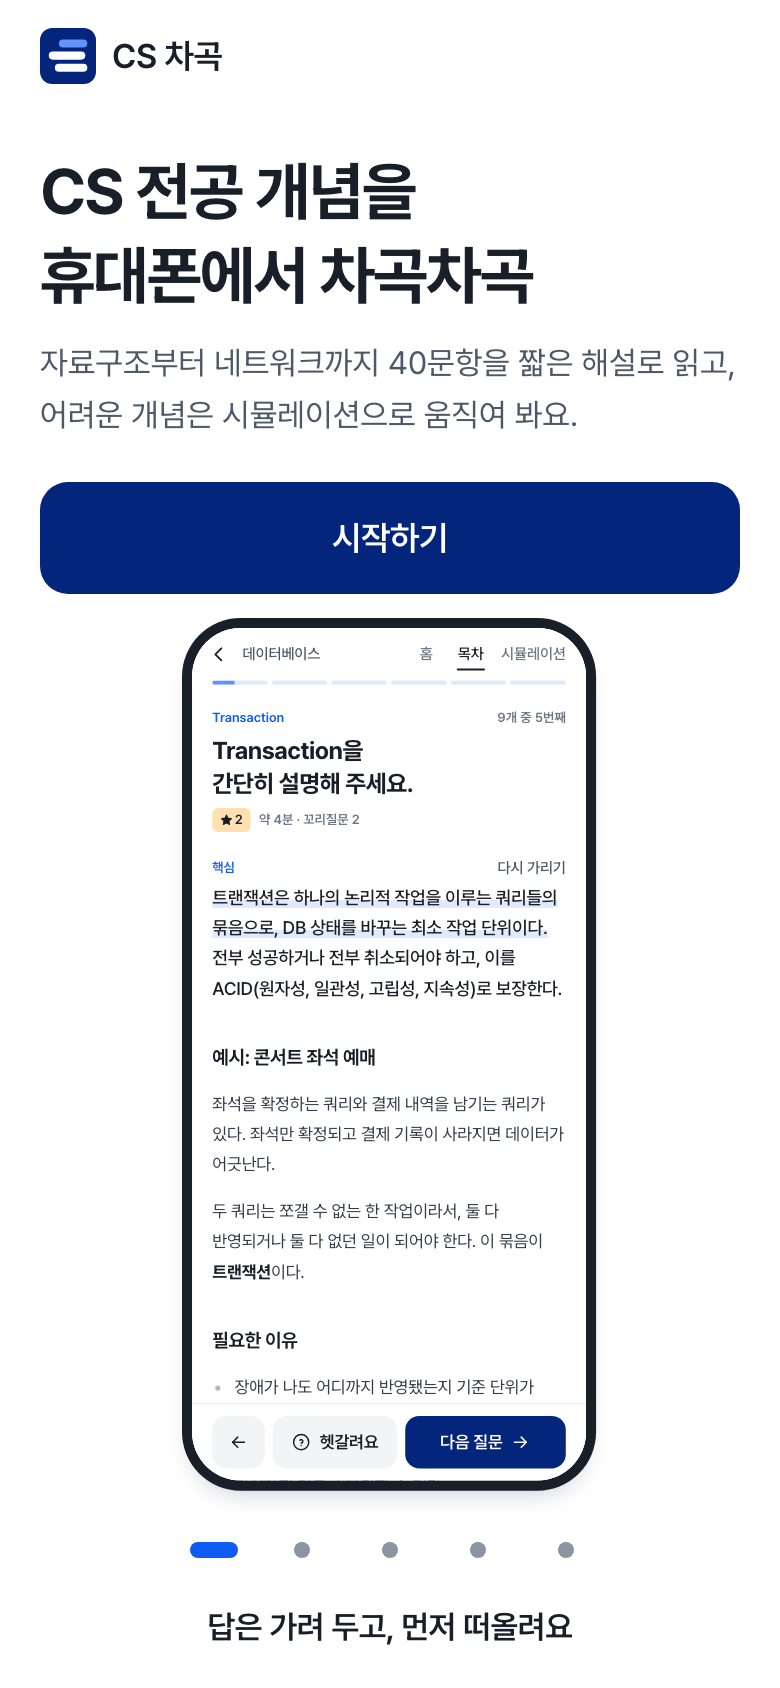 CS 차곡
CS 전공 개념을
휴대폰에서 차곡차곡
자료구조부터 네트워크까지 40문항을 짧은 해설로 읽고,
어려운 개념은 시뮬레이션으로 움직여 봐요.
시작하기
데이터베이스 홈 목차 시뮬레이션
Transaction 9개 중 5번째
Transaction을
간단히 설명해 주세요.
★2 약 4분 · 꼬리질문 2
핵심 다시 가리기
트랜잭션은 하나의 논리적 작업을 이루는 쿼리들의
묶음으로, DB 상태를 바꾸는 최소 작업 단위이다.
전부 성공하거나 전부 취소되어야 하고, 이를
ACID(원자성, 일관성, 고립성, 지속성)로 보장한다.
예시: 콘서트 좌석 예매
좌석을 확정하는 쿼리와 결제 내역을 남기는 쿼리가
있다. 좌석만 확정되고 결제 기록이 사라지면 데이터가
어긋난다.
두 쿼리는 쪼갤 수 없는 한 작업이라서, 둘 다
반영되거나 둘 다 없던 일이 되어야 한다. 이 묶음이
트랜잭션이다.
필요한 이유
• 장애가 나도 어디까지 반영됐는지 기준 단위가
← ? 헷갈려요 다음 질문 →
답은 가려 두고, 먼저 떠올려요